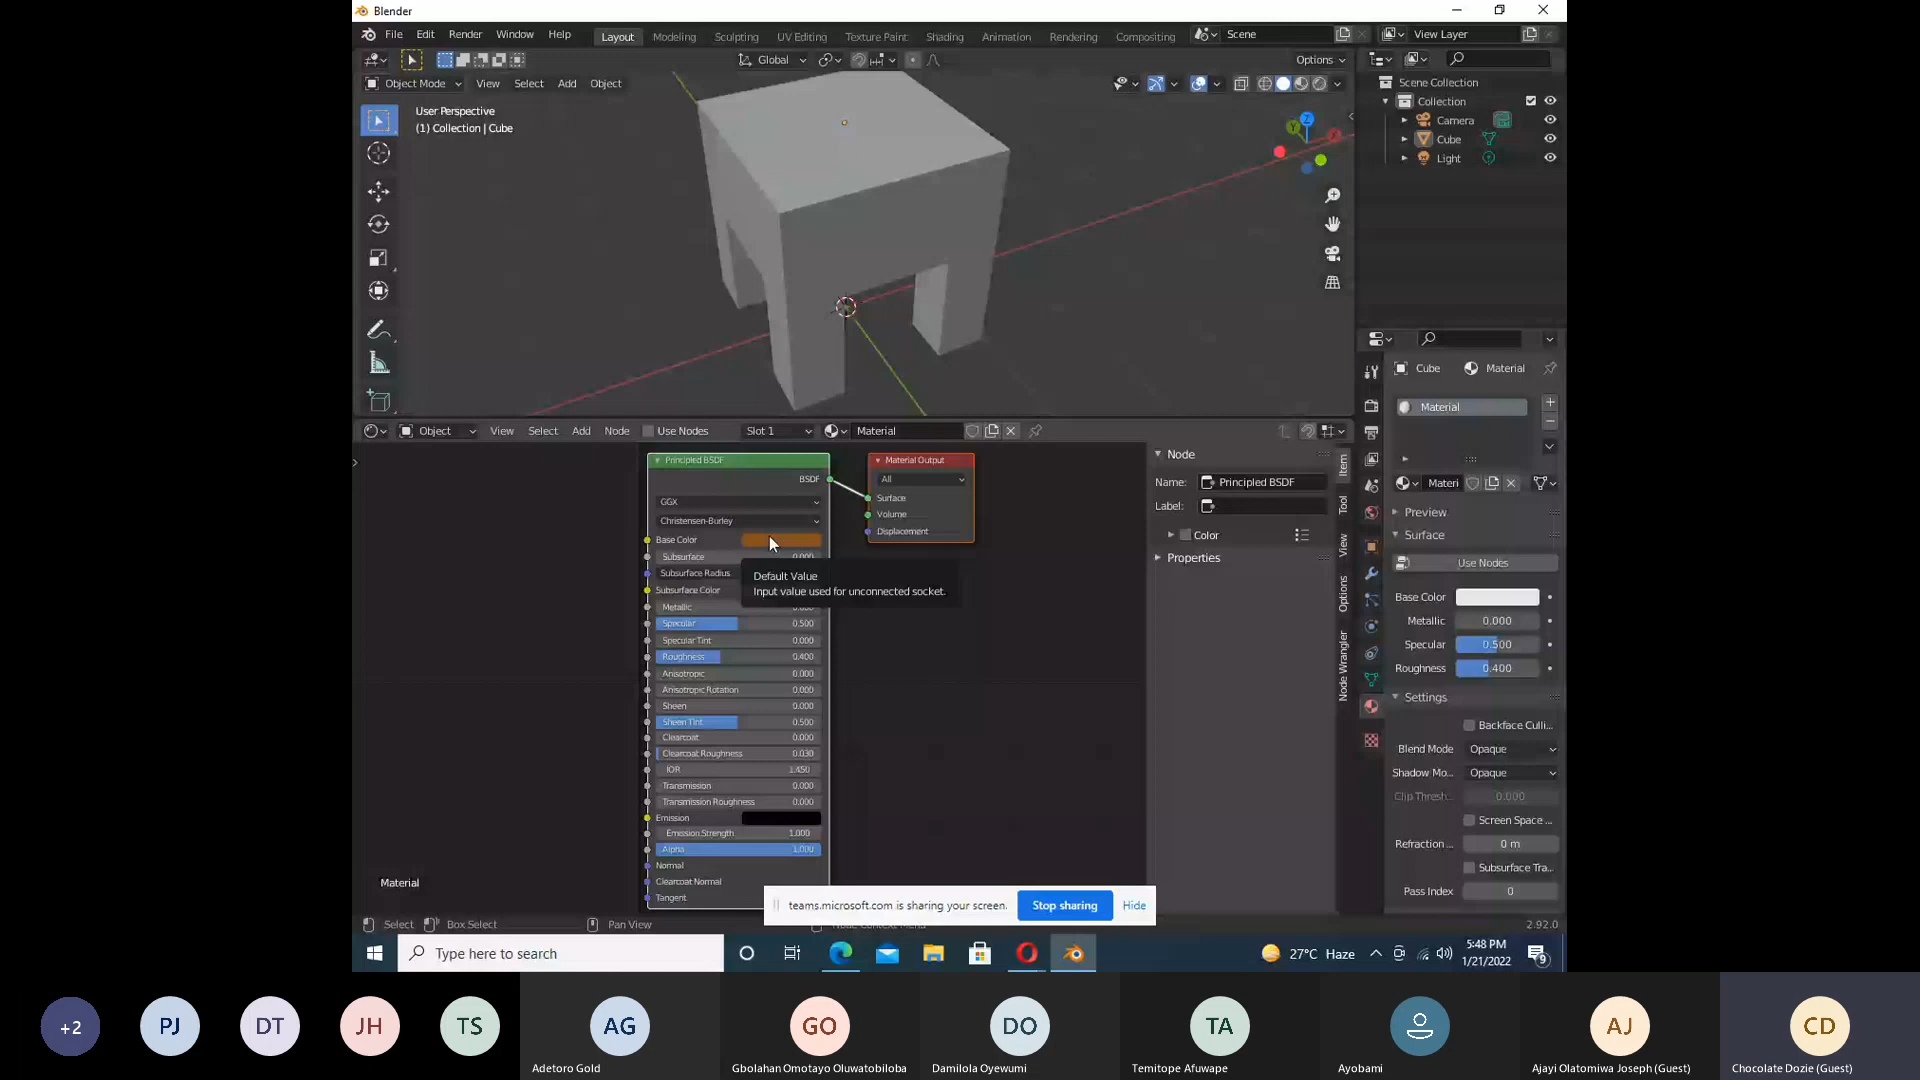 Blender
File Edit Render Window Help Layout Modeling Sculpting UV Editing Texture Paint Shading Animation Rendering Compositing Scene View Layer
Global Options
Object Mode View Select Add Object
User Perspective
(1) Collection | Cube
Scene Collection
Collection
Camera
Cube
Light
Cube Material
Material
Object View Select Add Node Use Nodes Slot 1 Material
Principled BSDF
BSDF
GGX
Christensen-Burley
Base Color
Subsurface 0.000
Subsurface Radius
Subsurface Color
Metallic 0.000
Specular 0.500
Specular Tint 0.000
Roughness 0.400
Anisotropic 0.000
Anisotropic Rotation 0.000
Sheen 0.000
Sheen Tint 0.500
Clearcoat 0.000
Clearcoat Roughness 0.030
IOR 1.450
Transmission 0.000
Transmission Roughness 0.000
Emission
Emission Strength 1.000
Alpha 1.000
Normal
Clearcoat Normal
Tangent
Default Value
Input value used for unconnected socket.
Material Output
All
Surface
Volume
Displacement
Node
Name: Principled BSDF
Label:
Color
Properties
Item
Tool
View
Options
Node Wrangler
Materi
Preview
Surface
Use Nodes
Base Color
Metallic 0.000
Specular 0.500
Roughness 0.400
Settings
Backface Culli...
Blend Mode Opaque
Shadow Mo... Opaque
Clip Thresh... 0.000
Screen Space ...
Refraction ... 0 m
Subsurface Tra...
Pass Index 0
Material
teams.microsoft.com is sharing your screen. Stop sharing Hide
Select Box Select Pan View Node Context Menu 2.92.0
Type here to search 27°C Haze 5:48 PM
1/21/2022
9
+2 PJ DT JH TS AG GO DO TA AJ CD
Adetoro Gold Gbolahan Omotayo Oluwatobiloba Damilola Oyewumi Temitope Afuwape Ayobami Ajayi Olatomiwa Joseph (Guest) Chocolate Dozie (Guest)